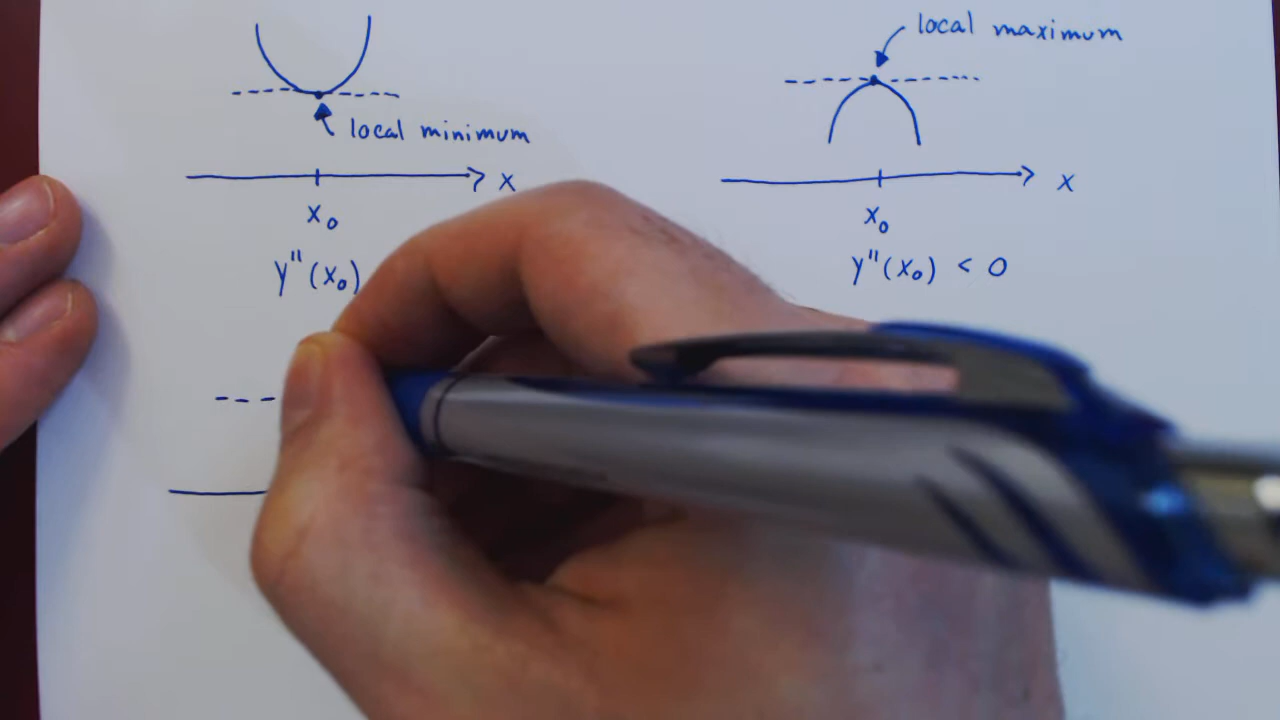 local maximum
local minimum
x
x
x₀
x₀
y"(x₀)
y"(x₀) < 0